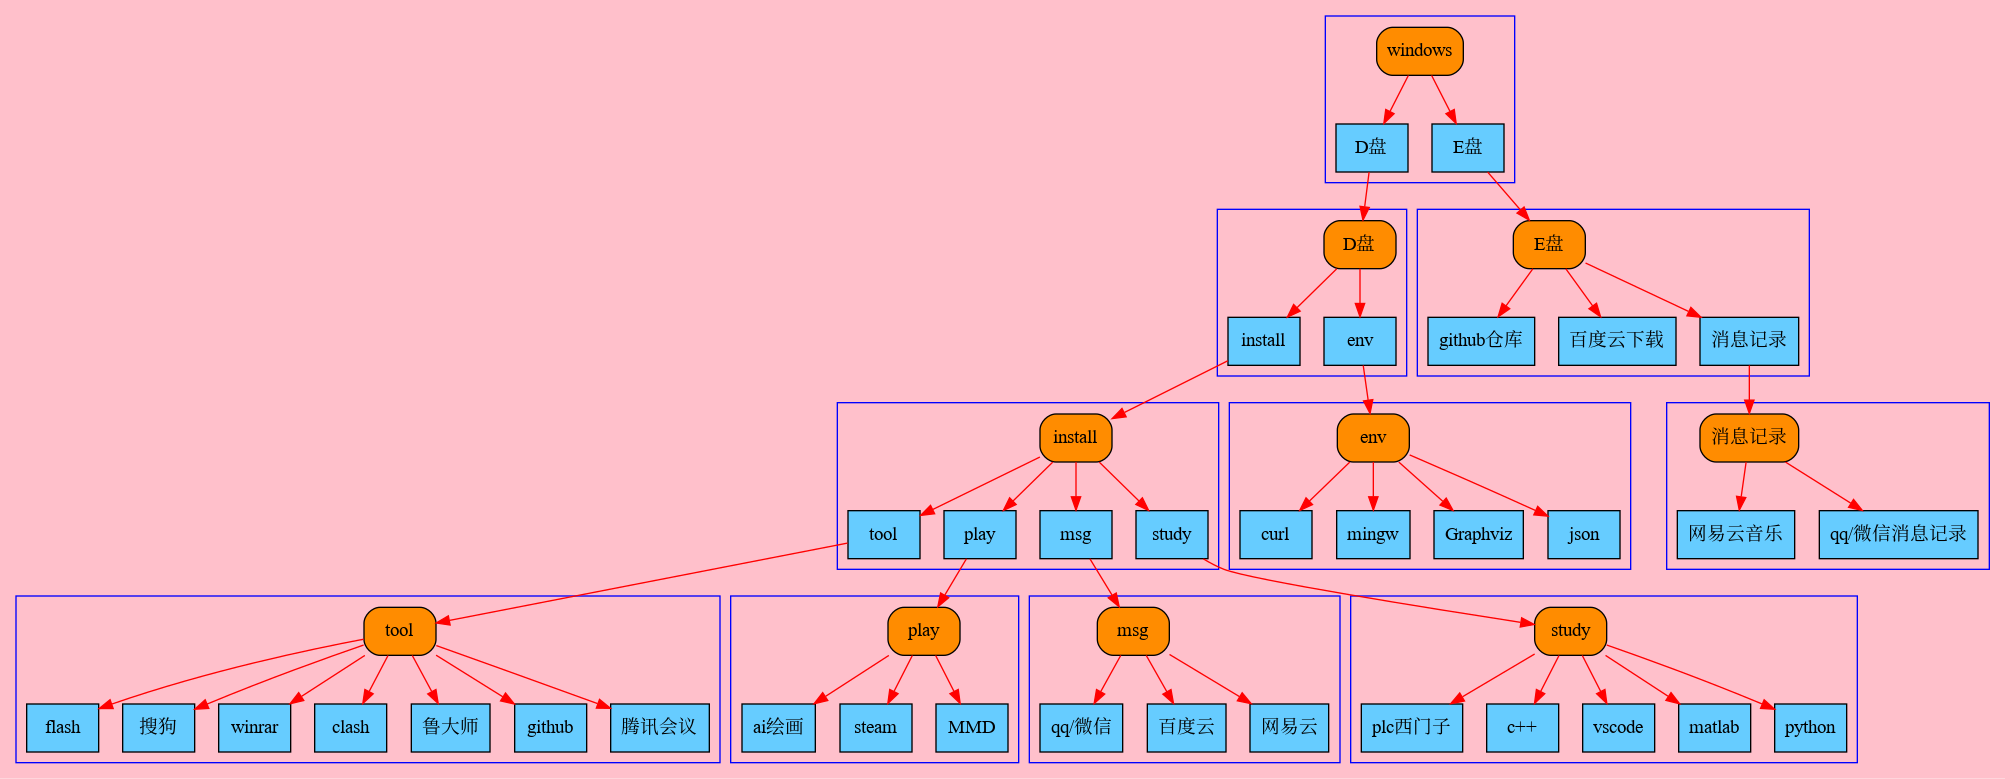 windows
D盘
E盘
D盘
E盘
install
env
github仓库
百度云下载
消息记录
install
env
消息记录
tool
play
msg
study
curl
mingw
Graphviz
json
网易云音乐
qq/微信消息记录
tool
play
msg
study
flash
搜狗
winrar
clash
鲁大师
github
腾讯会议
ai绘画
steam
MMD
qq/微信
百度云
网易云
plc西门子
c++
vscode
matlab
python